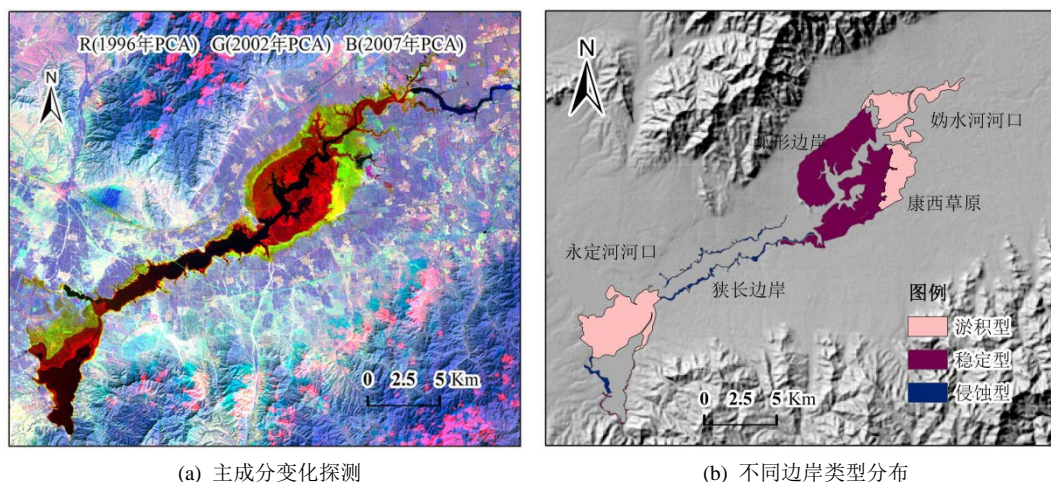 R(1996年PCA) G(2002年PCA) B(2007年PCA)
N
0 2.5 5 Km
(a) 主成分变化探测
N
妫水河河口
形边岸
康西草原
永定河河口
狭长边岸
图例
淤积型
稳定型
侵蚀型
0 2.5 5 Km
(b) 不同边岸类型分布